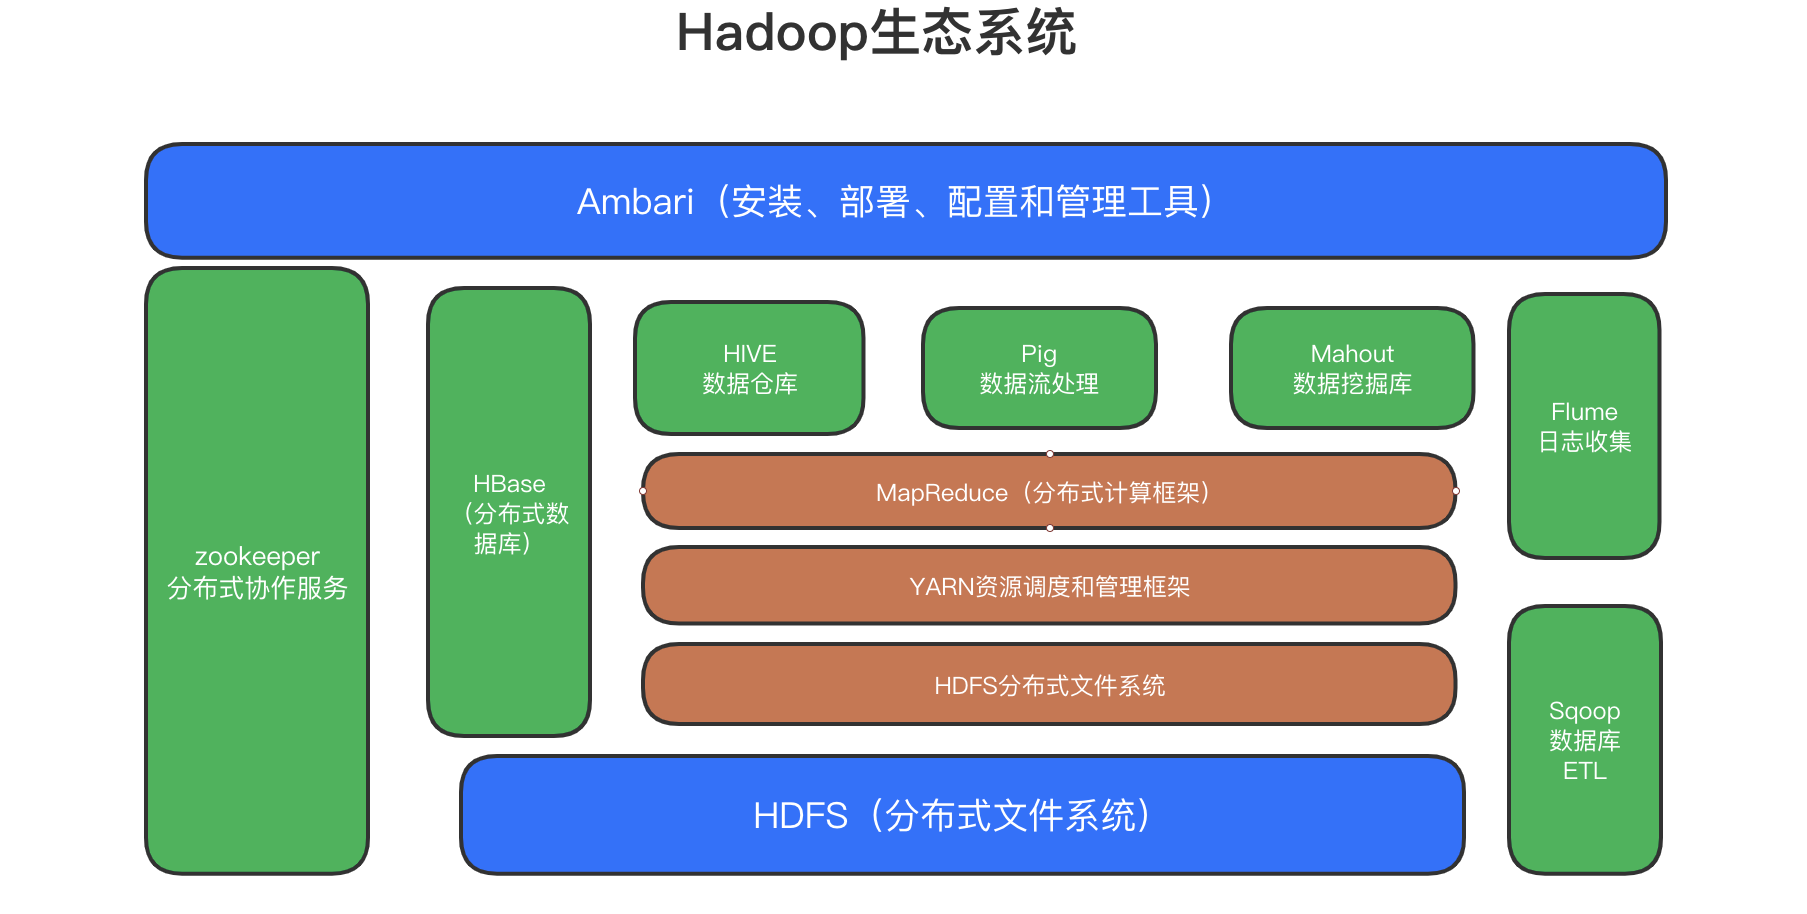 Hadoop生态系统
Ambari（安装、部署、配置和管理工具）
zookeeper
分布式协作服务
HBase
（分布式数
据库）
HIVE
数据仓库
Pig
数据流处理
Mahout
数据挖掘库
MapReduce（分布式计算框架）
YARN资源调度和管理框架
HDFS分布式文件系统
HDFS（分布式文件系统）
Flume
日志收集
Sqoop
数据库
ETL